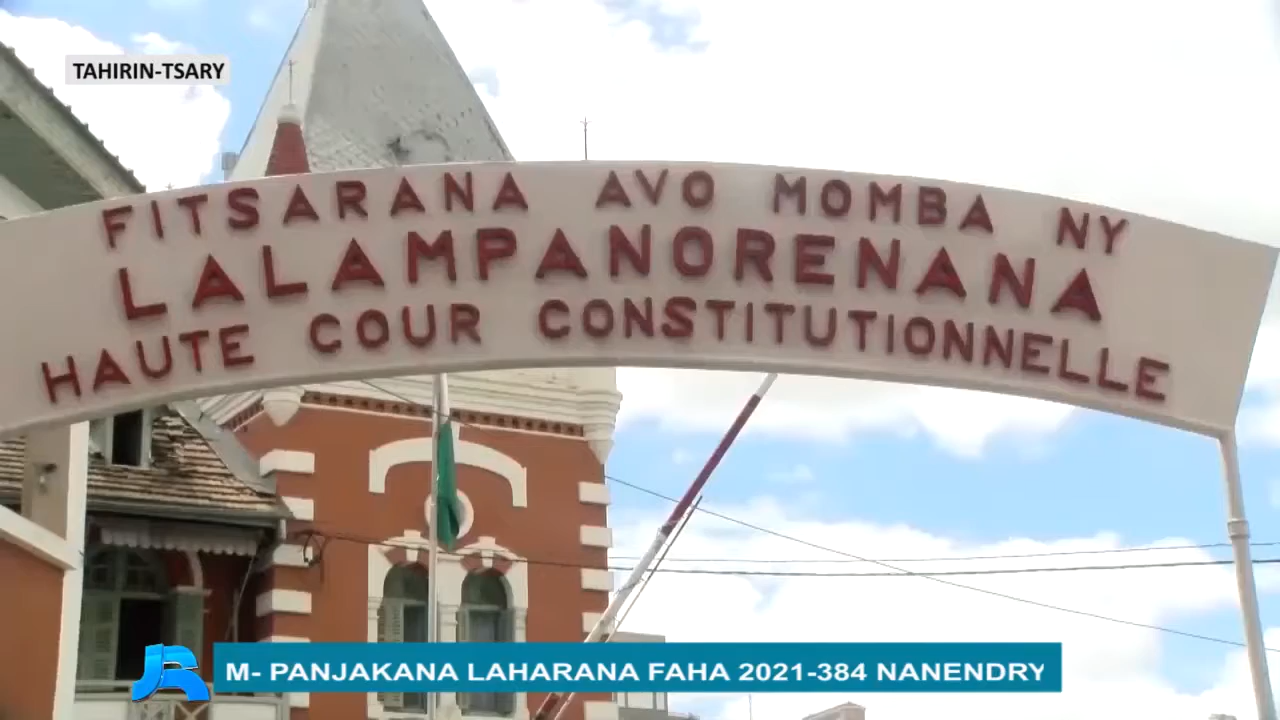 TAHIRIN-TSARY
FITSARANA AVO MOMBA NY
LALAMPANORENANA
HAUTE COUR CONSTITUTIONNELLE
M- PANJAKANA LAHARANA FAHA 2021-384 NANENDRY